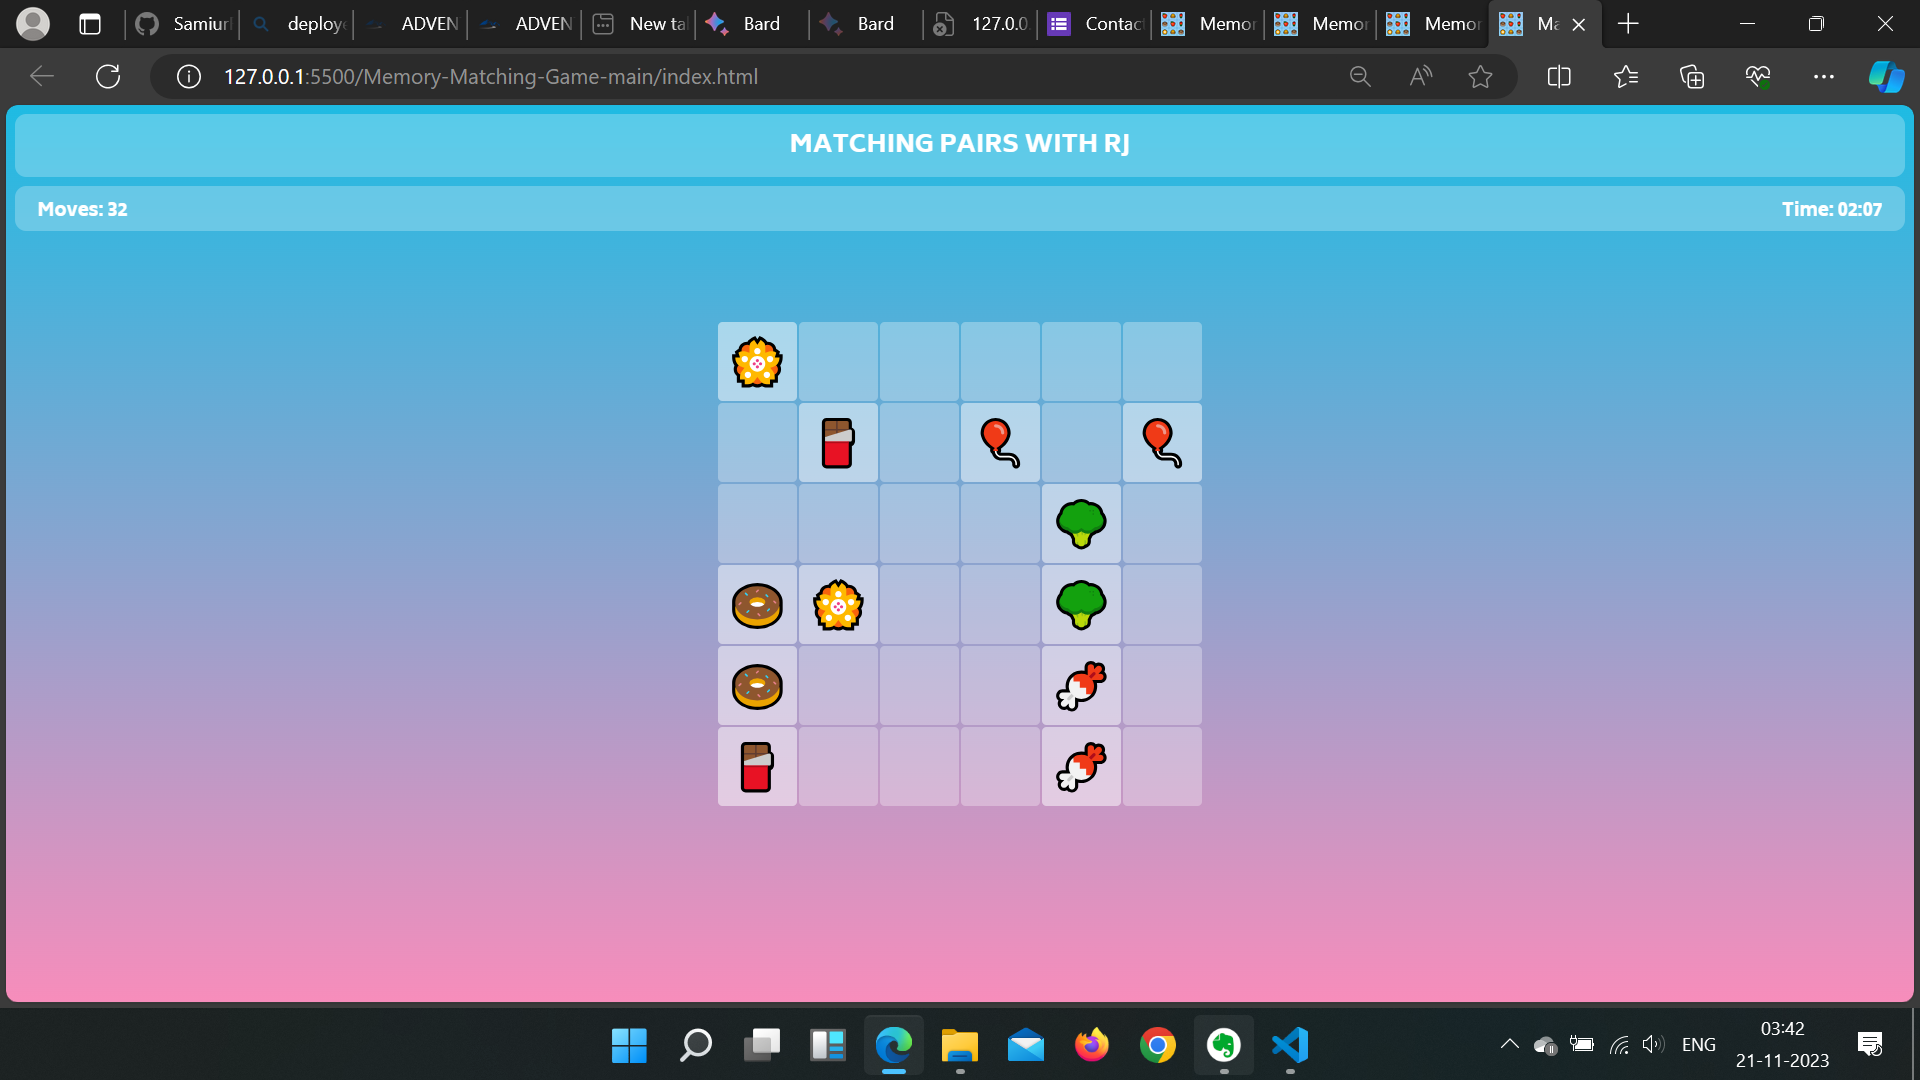 Samiur
deploye
ADVEN
ADVEN
New ta
Bard
Bard
127.0.0.
Contac
Memor
Memor
Memor
Ma
127.0.0.1:5500/Memory-Matching-Game-main/index.html
MATCHING PAIRS WITH RJ
Moves: 32
Time: 02:07
ENG
03:42
21-11-2023